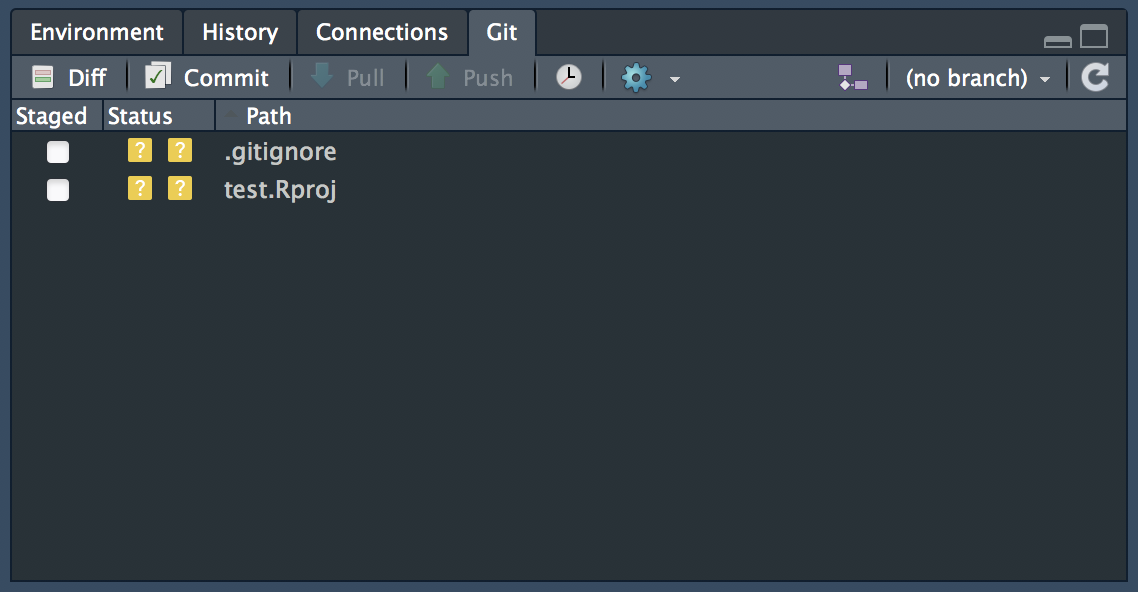 Environment History Connections Git
Diff Commit Pull Push (no branch)
Staged Status Path
? ? .gitignore
? ? test.Rproj